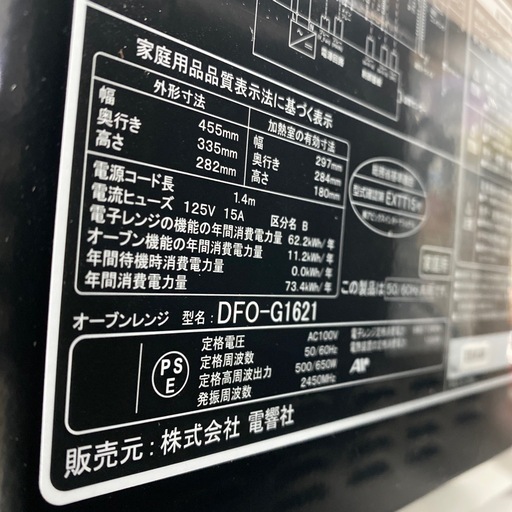 家庭用品品質表示法に基づく表示
外形寸法
幅 455mm
奥行き 335mm
高さ 282mm
加熱室の有効寸法
幅 297mm
奥行き 284mm
高さ 180mm
電源コード長 1.4m
電流ヒューズ 125V 15A 区分名 B
電子レンジの機能の年間消費電力量 62.2kWh/年
オーブン機能の年間消費電力量 11.2kWh/年
年間待機時消費電力量 0.0kWh/年
年間消費電力量 73.4kWh/年
この製品は 50/60Hz
オーブンレンジ 型名: DFO-G1621
PS
E
定格電圧 AC100V
定格周波数 50/60Hz
定格高周波出力 500/650W
発振周波数 2450MHz
販売元: 株式会社 電響社